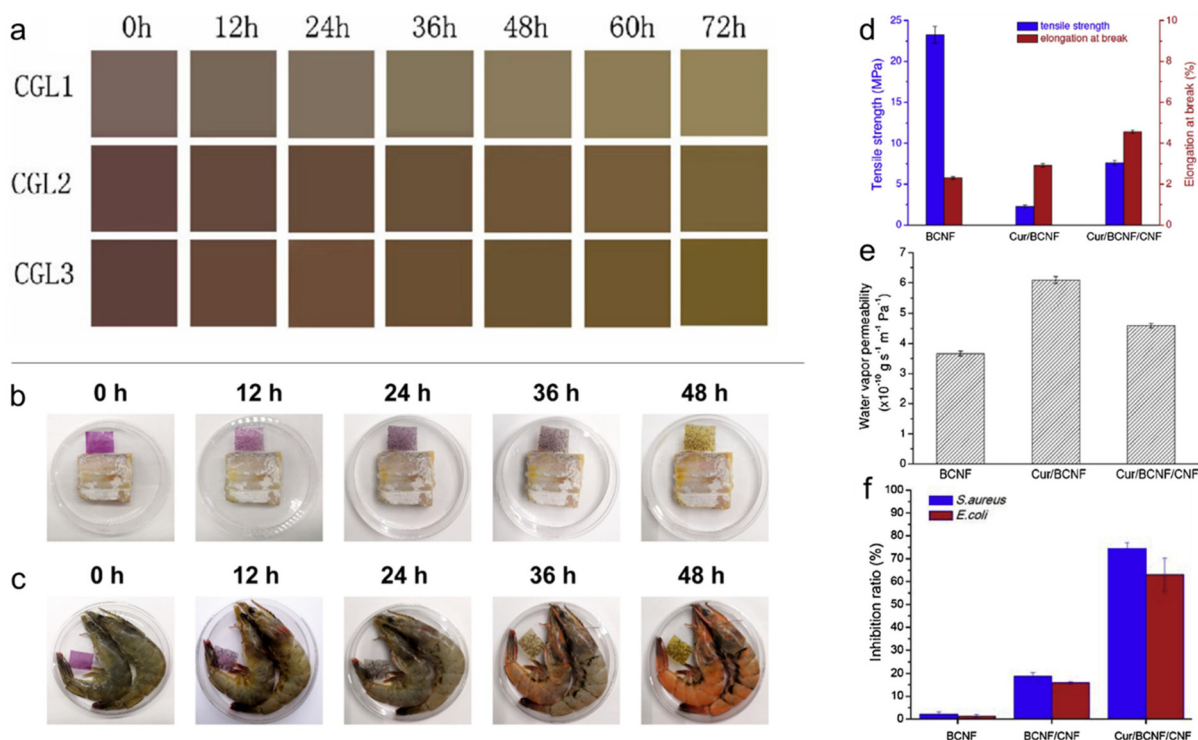 a
0h 12h 24h 36h 48h 60h 72h
CGL1
CGL2
CGL3
b
0 h 12 h 24 h 36 h 48 h
c
0 h 12 h 24 h 36 h 48 h
d
tensile strength
elongation at break
Tensile strength (MPa)
25
20
15
10
5
0
Elongation at break (%)
10
8
6
4
2
0
BCNF Cur/BCNF Cur/BCNF/CNF
e
Water vapor permeability
(x10⁻¹⁰ g s⁻¹ m⁻¹ Pa⁻¹)
7
6
5
4
3
2
1
0
BCNF Cur/BCNF Cur/BCNF/CNF
f
S.aureus
E.coli
Inhibition ratio (%)
100
90
80
70
60
50
40
30
20
10
0
BCNF BCNF/CNF Cur/BCNF/CNF